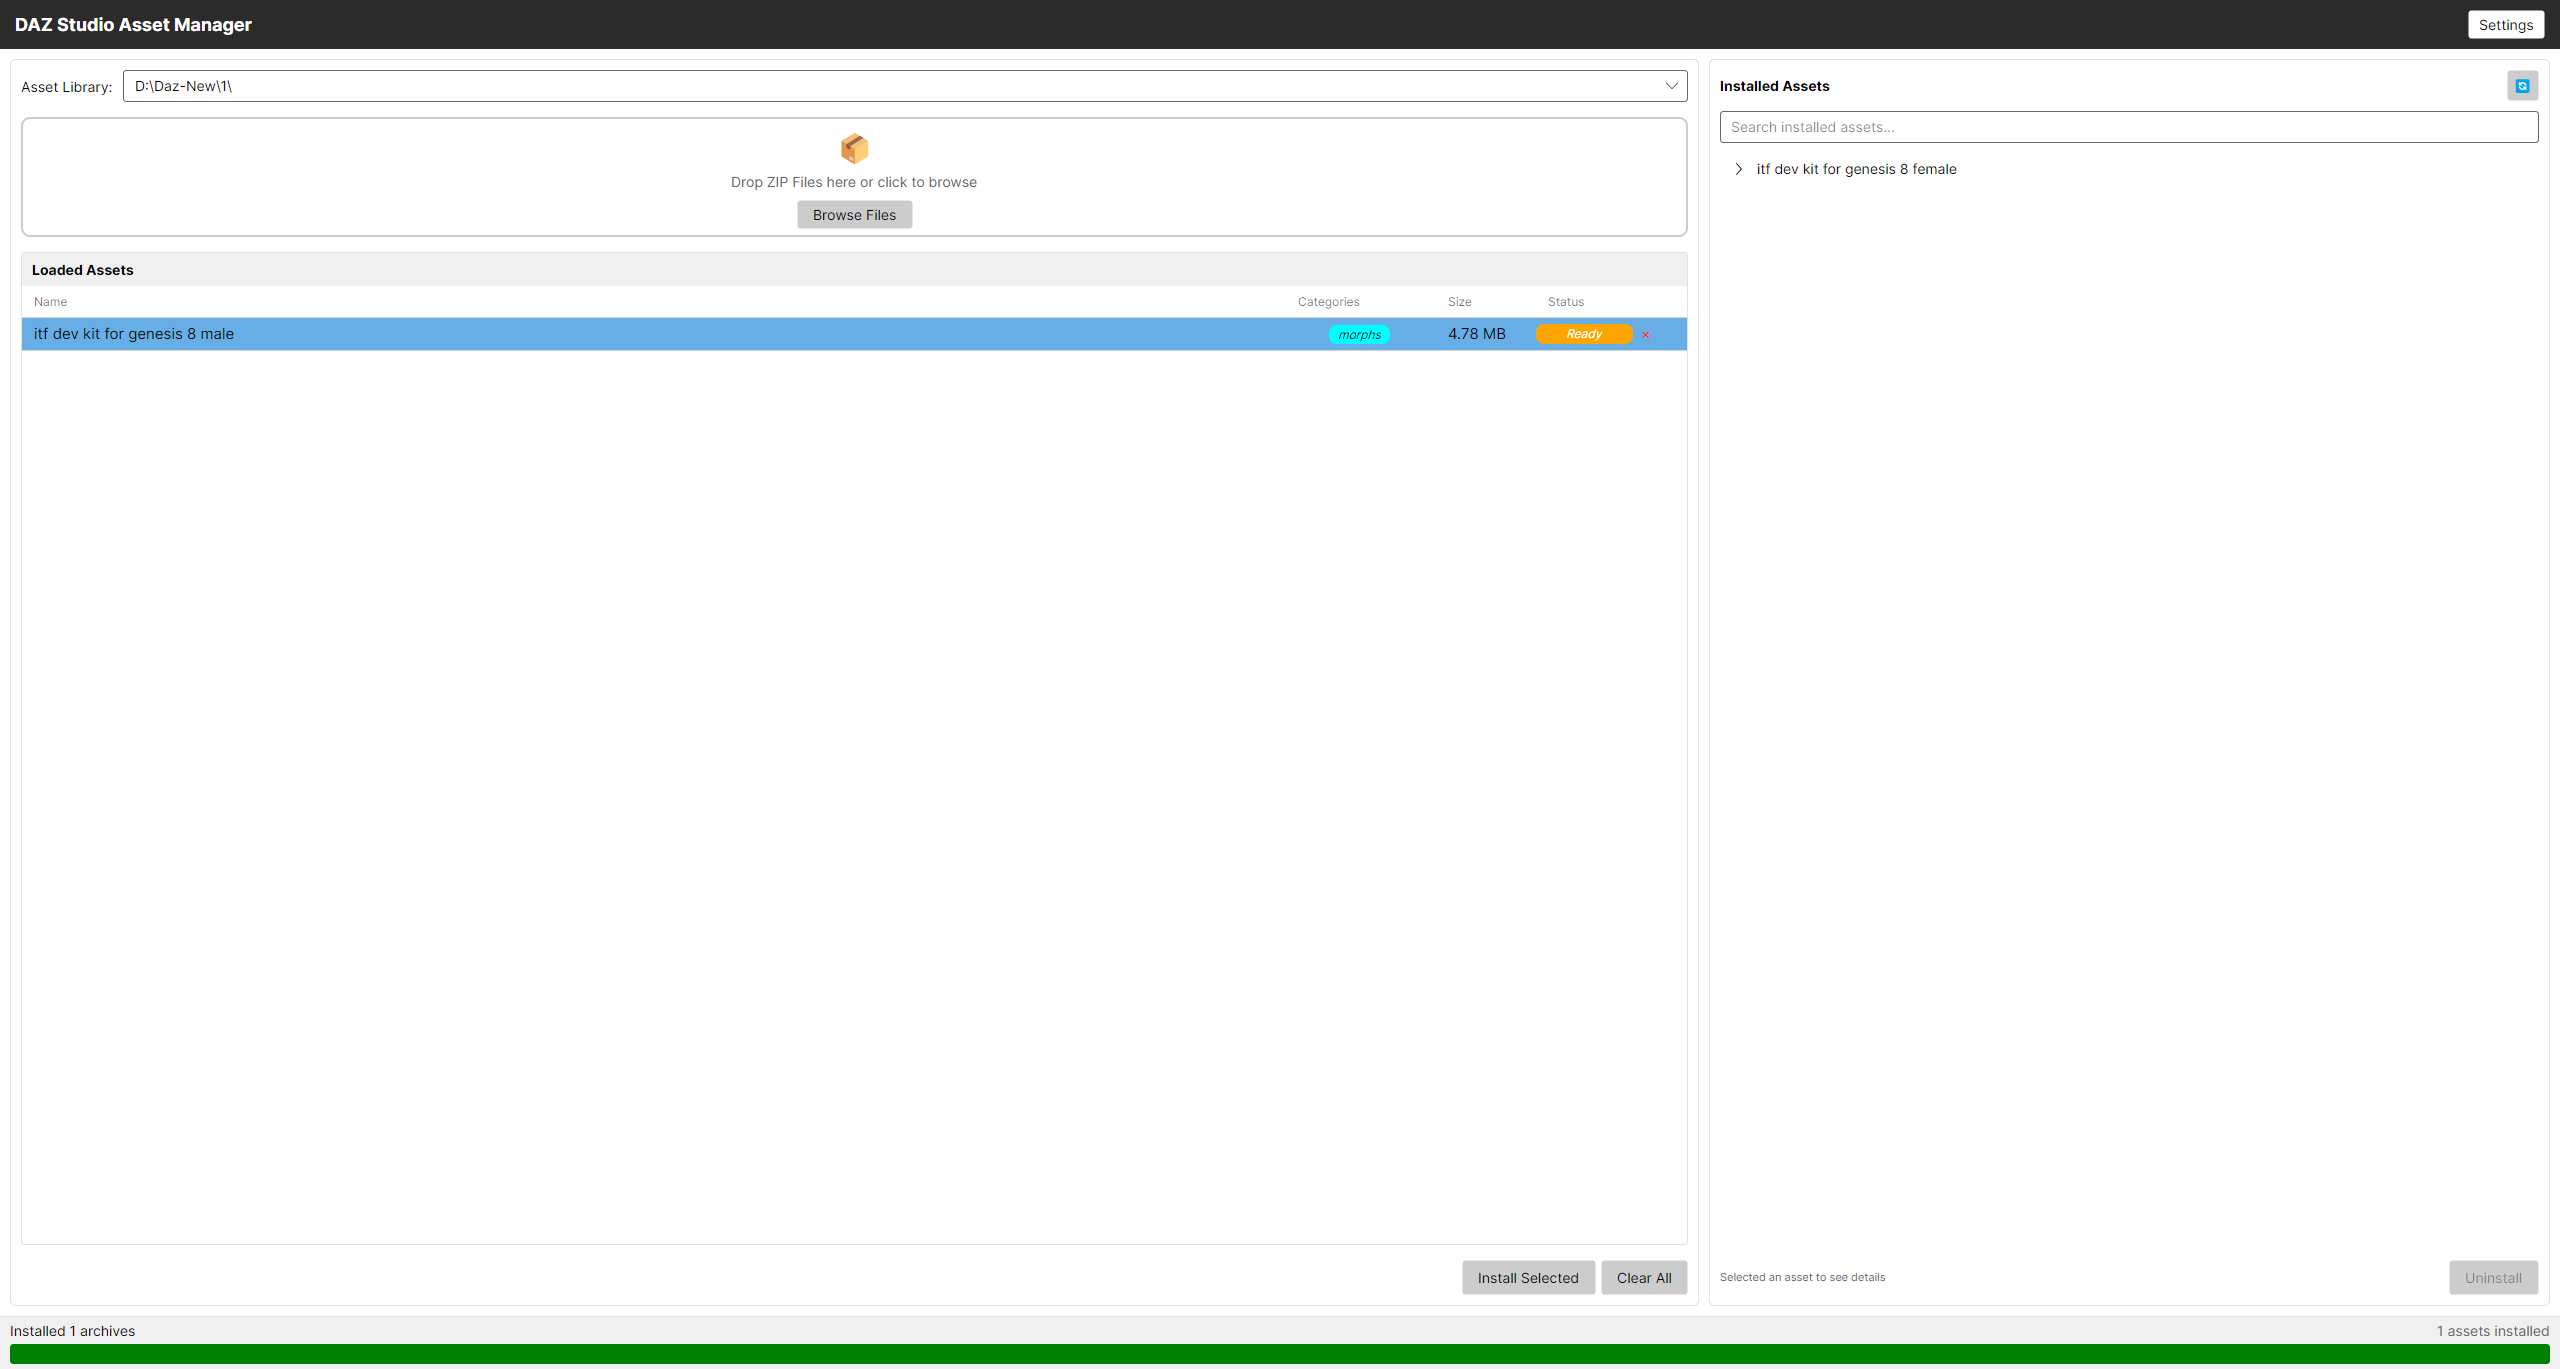 DAZ Studio Asset Manager
Settings
Asset Library:
D:\Daz-New\1\
Drop ZIP Files here or click to browse
Browse Files
Loaded Assets
Name Categories Size Status
itf dev kit for genesis 8 male morphs 4.78 MB Ready ×
Install Selected Clear All
Installed Assets
Search installed assets...
itf dev kit for genesis 8 female
Selected an asset to see details
Uninstall
Installed 1 archives
1 assets installed